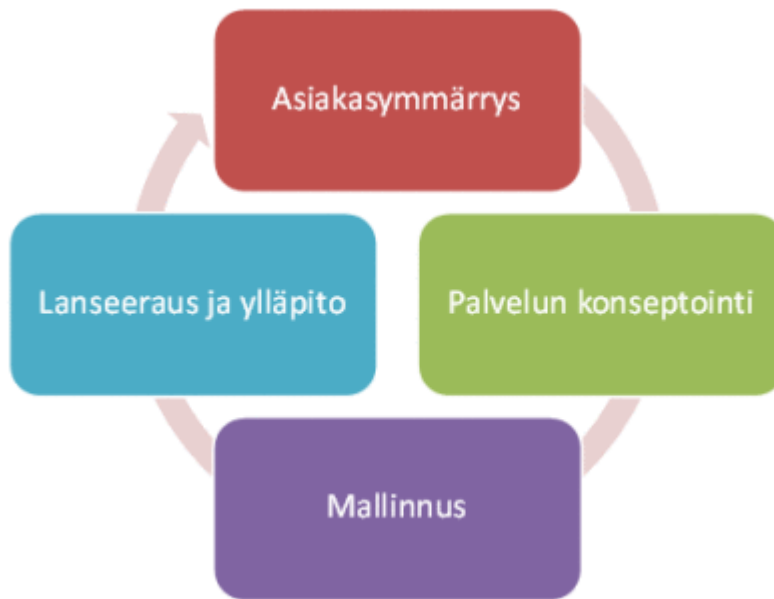 Asiakasymmärrys
Lanseeraus ja ylläpito
Palvelun konseptointi
Mallinnus